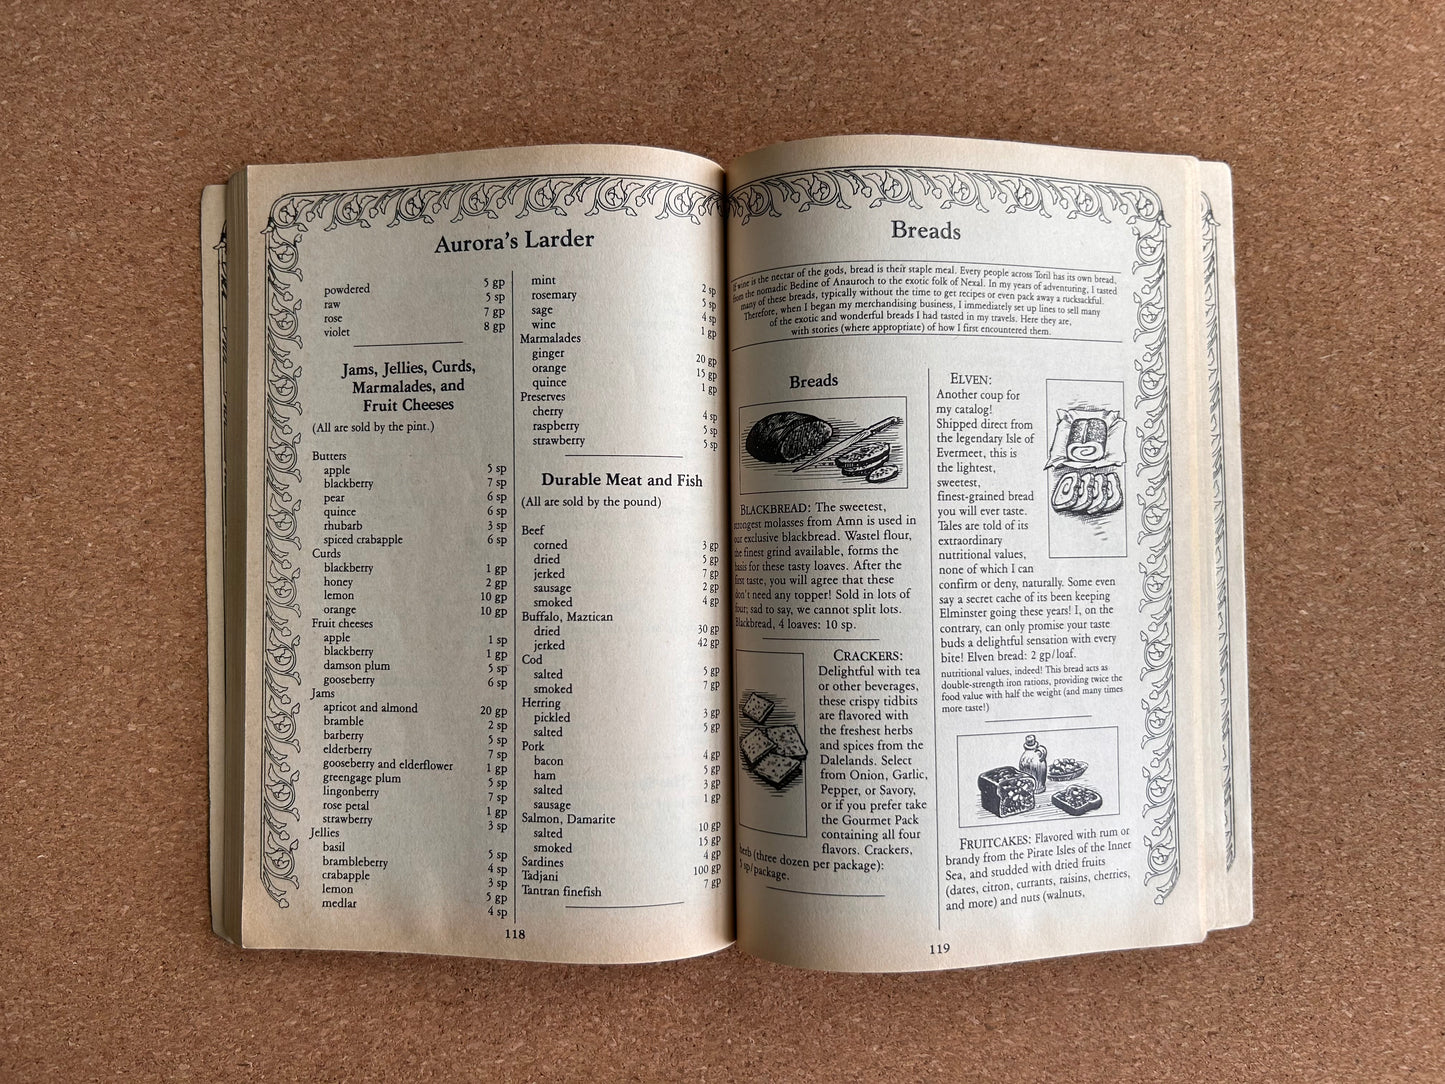 Aurora's Larder
powdered 5 gp
raw 5 sp
rose 7 gp
violet 8 gp
Jams, Jellies, Curds,
Marmalades, and
Fruit Cheeses
(All are sold by the pint.)
Butters
apple 5 sp
blackberry 7 sp
pear 6 sp
quince 6 sp
rhubarb 3 sp
spiced crabapple 6 sp
Curds
blackberry 1 gp
honey 2 gp
lemon 10 gp
orange 10 gp
Fruit cheeses
apple 1 sp
blackberry 1 gp
damson plum 5 sp
gooseberry 6 sp
Jams
apricot and almond 20 gp
bramble 2 sp
barberry 5 sp
elderberry 7 sp
gooseberry and elderflower 1 gp
greengage plum 5 sp
lingonberry 7 sp
rose petal 1 gp
strawberry 3 sp
Jellies
basil 5 sp
brambleberry 4 sp
crabapple 3 sp
lemon 5 gp
medlar 4 sp
mint 2 sp
rosemary 5 sp
sage 4 sp
wine 1 gp
Marmalades
ginger 20 gp
orange 15 gp
quince 1 gp
Preserves
cherry 4 sp
raspberry 5 sp
strawberry 5 sp
Durable Meat and Fish
(All are sold by the pound)
Beef
corned 3 gp
dried 5 gp
jerked 7 gp
sausage 2 gp
smoked 4 gp
Buffalo, Maztican
dried 30 gp
jerked 42 gp
Cod
salted 5 gp
smoked 7 gp
Herring
pickled 3 gp
salted 5 gp
Pork
bacon 4 gp
ham 5 gp
salted 3 gp
sausage 1 gp
Salmon, Damarite
salted 10 gp
smoked 15 gp
Sardines 4 gp
Tadjani 100 gp
Tantran finefish 7 gp
118
Breads
If wine is the nectar of the gods, bread is their staple meal. Every people across Toril has its own bread,
from the nomadic Bedine of Anauroch to the exotic folk of Nexal. In my years of adventuring, I tasted
many of these breads, typically without the time to get recipes or even pack away a rucksackful.
Therefore, when I began my merchandising business, I immediately set up lines to sell many
of the exotic and wonderful breads I had tasted in my travels. Here they are,
with stories (where appropriate) of how I first encountered them.
Breads
BLACKBREAD: The sweetest,
strongest molasses from Amn is used in
our exclusive blackbread. Wastel flour,
the finest grind available, forms the
basis for these tasty loaves. After the
first taste, you will agree that these
don't need any topper! Sold in lots of
four; sad to say, we cannot split lots.
Blackbread, 4 loaves: 10 sp.
CRACKERS:
Delightful with tea
or other beverages,
these crispy tidbits
are flavored with
the freshest herbs
and spices from the
Dalelands. Select
from Onion, Garlic,
Pepper, or Savory,
or if you prefer take
the Gourmet Pack
containing all four
flavors. Crackers,
herb (three dozen per package):
5 sp/package.
ELVEN:
Another coup for
my catalog!
Shipped direct from
the legendary Isle of
Evermeet, this is
the lightest,
sweetest,
finest-grained bread
you will ever taste.
Tales are told of its
extraordinary
nutritional values,
none of which I can
confirm or deny, naturally. Some even
say a secret cache of its been keeping
Elminster going these years! I, on the
contrary, can only promise your taste
buds a delightful sensation with every
bite! Elven bread: 2 gp/loaf.
nutritional values, indeed! This bread acts as
double-strength iron rations, providing twice the
food value with half the weight (and many times
more taste!)
FRUITCAKES: Flavored with rum or
brandy from the Pirate Isles of the Inner
Sea, and studded with dried fruits
(dates, citron, currants, raisins, cherries,
and more) and nuts (walnuts,
119